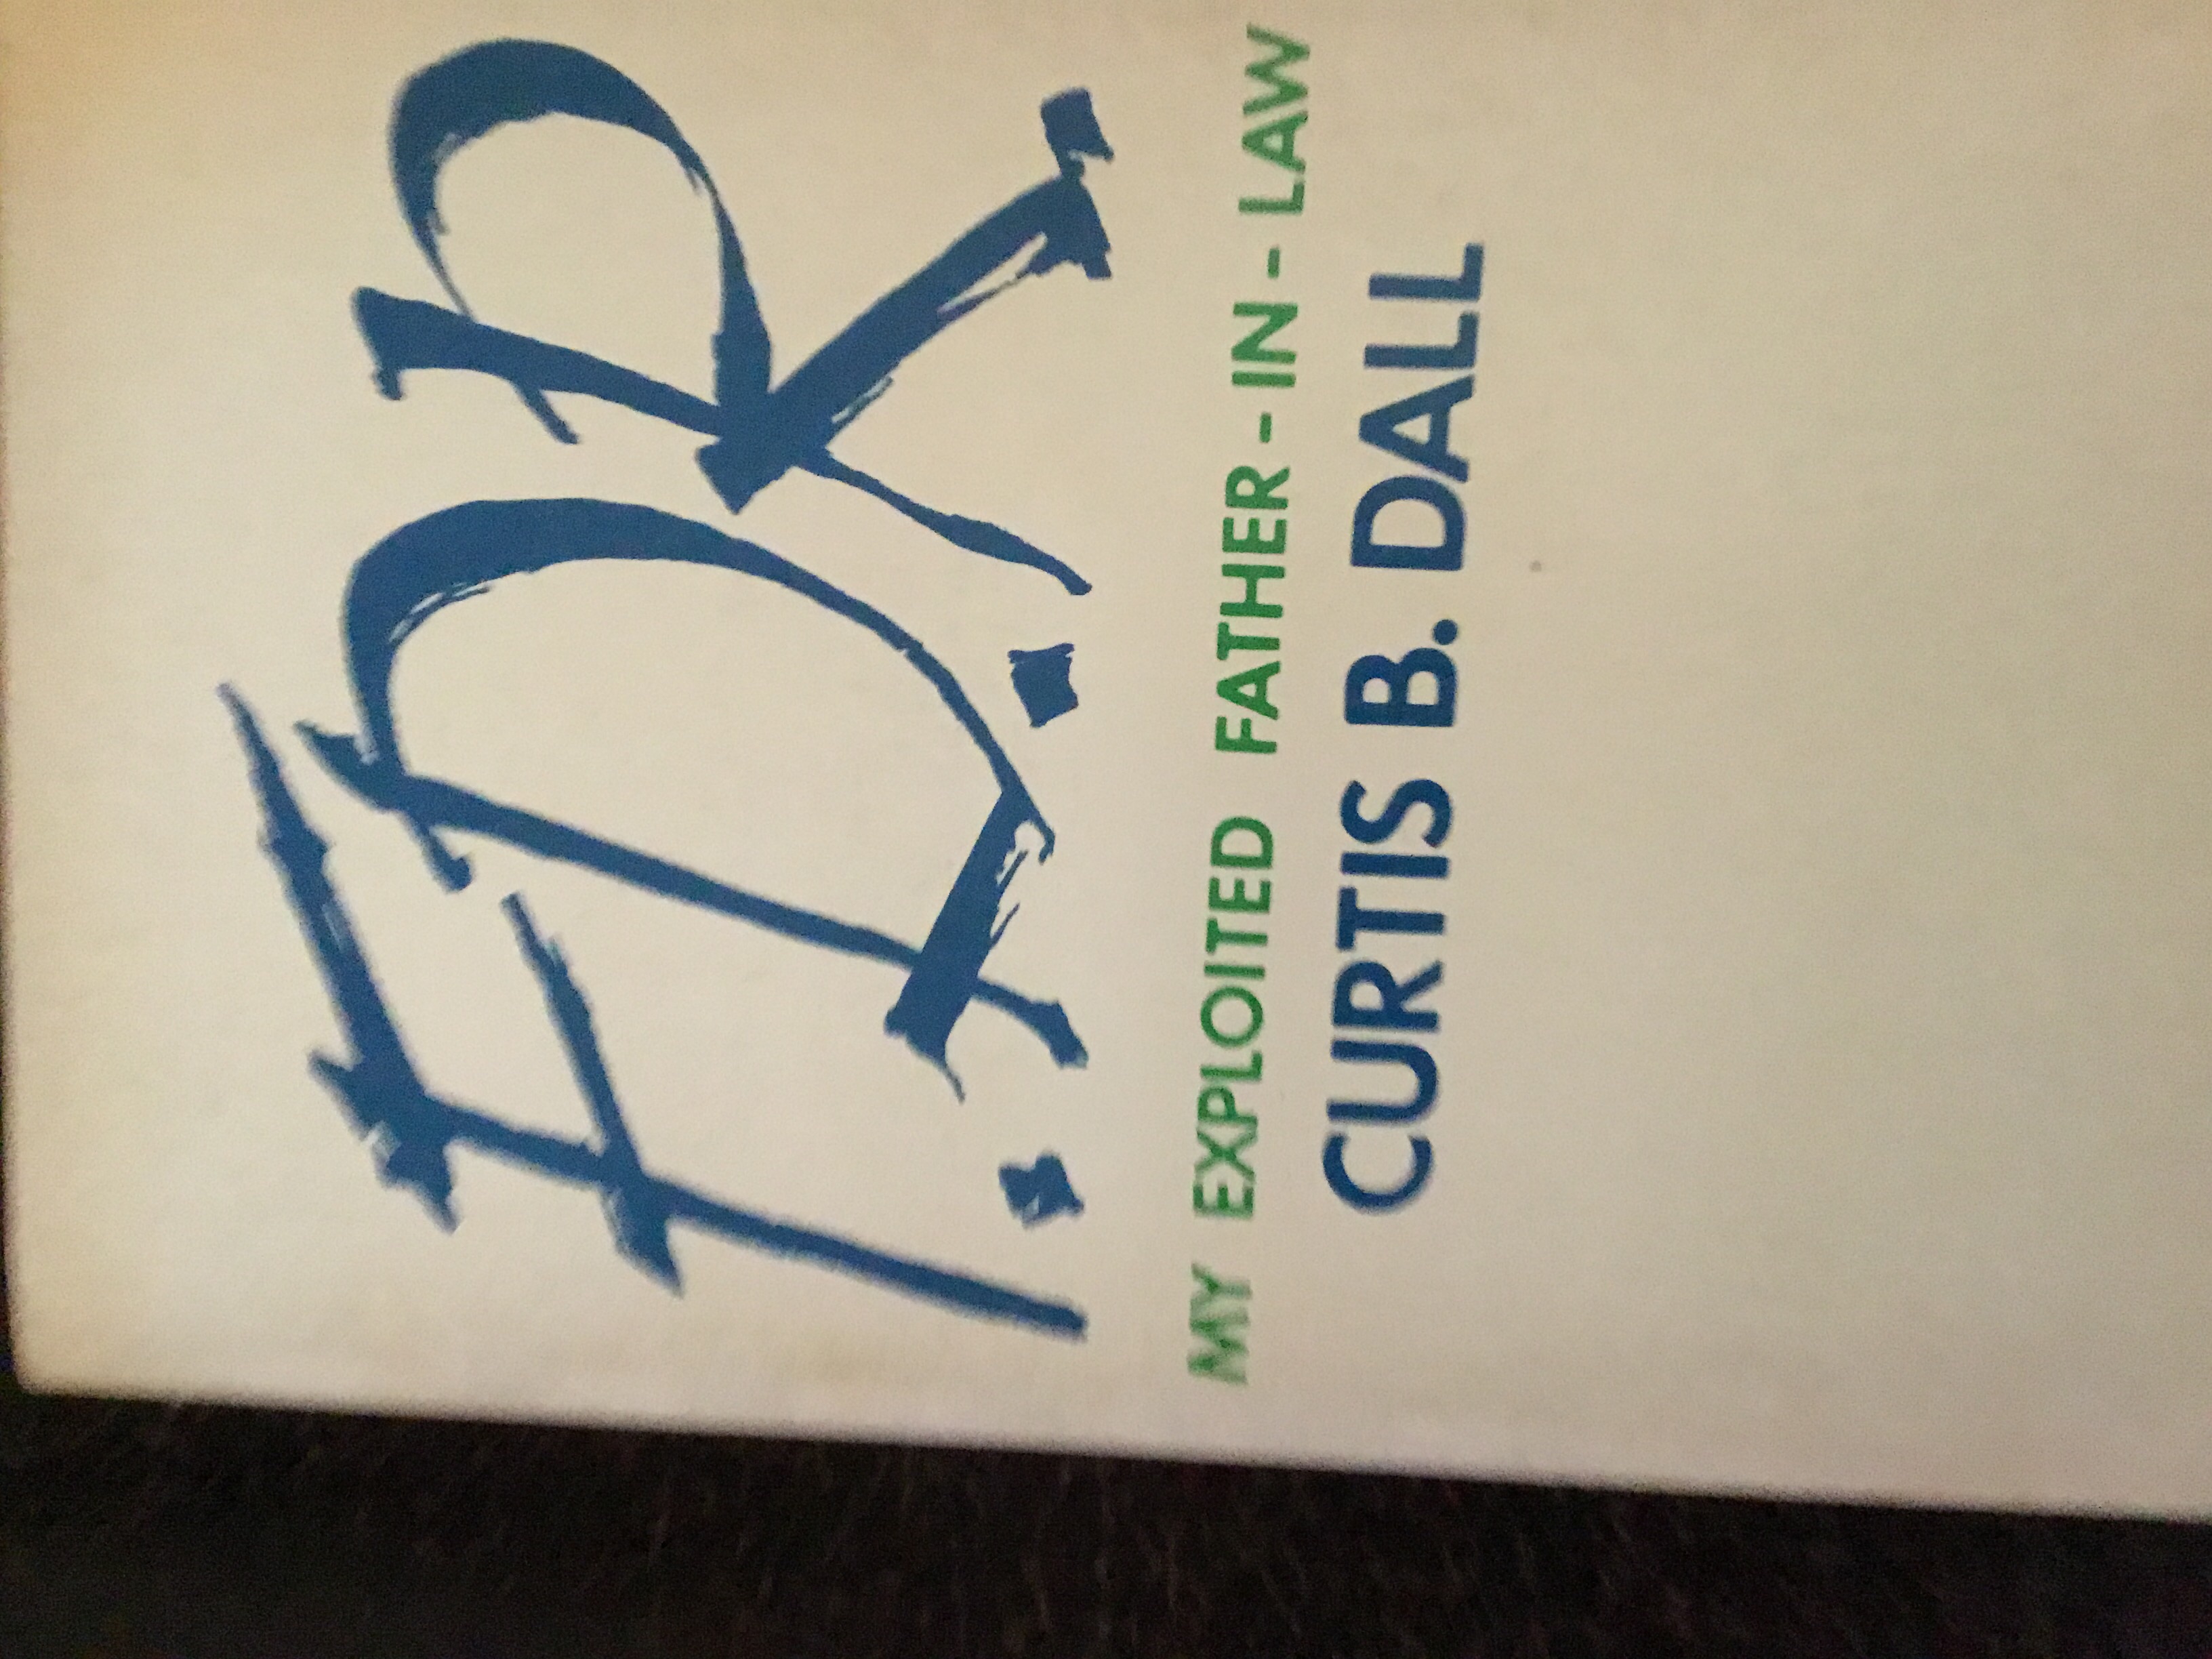 F.D.R.
MY EXPLOITED FATHER-IN-LAW
CURTIS B. DALL